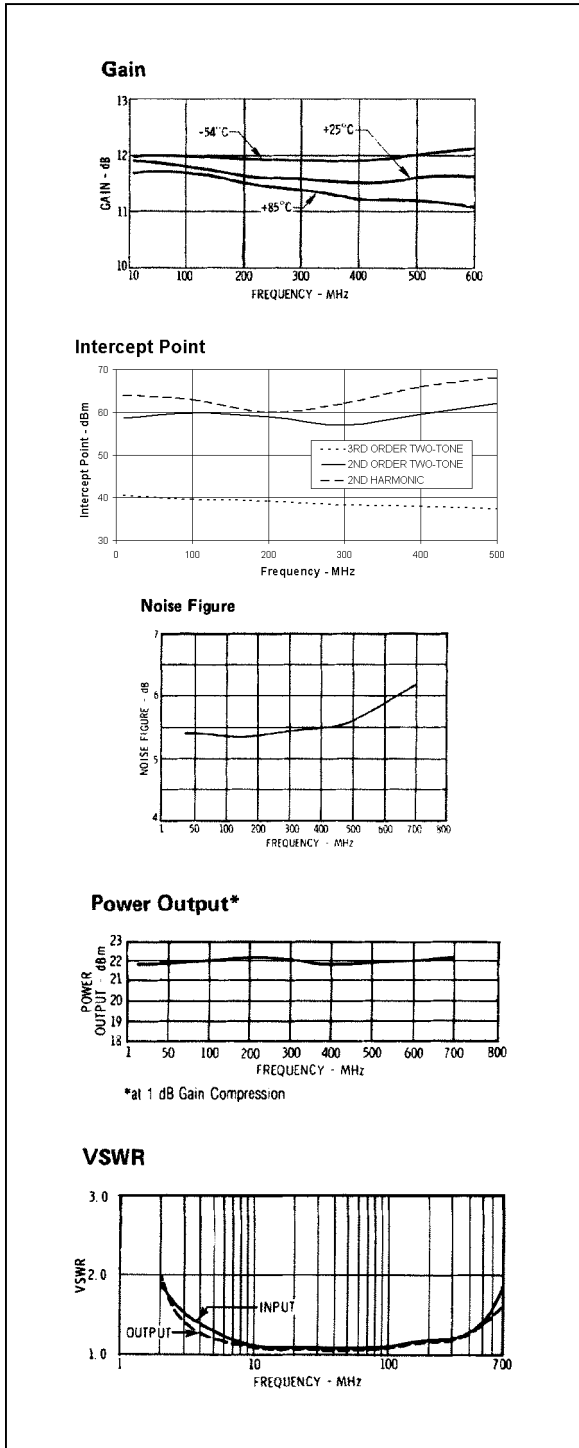 Gain
13
12
11
10
GAIN - dB
-54°C
+25°C
+85°C
10 100 200 300 400 500 600
FREQUENCY - MHz
Intercept Point
70
60
50
40
30
Intercept Point - dBm
3RD ORDER TWO-TONE
2ND ORDER TWO-TONE
2ND HARMONIC
0 100 200 300 400 500
Frequency - MHz
Noise Figure
7
6
5
4
NOISE FIGURE - dB
1 50 100 200 300 400 500 600 700 800
FREQUENCY - MHz
Power Output*
23
22
21
20
19
18
POWER
OUTPUT - dBm
1 50 100 200 300 400 500 600 700 800
FREQUENCY - MHz
*at 1 dB Gain Compression
VSWR
3.0
2.0
1.0
VSWR
INPUT
OUTPUT
1 10 100 700
FREQUENCY - MHz